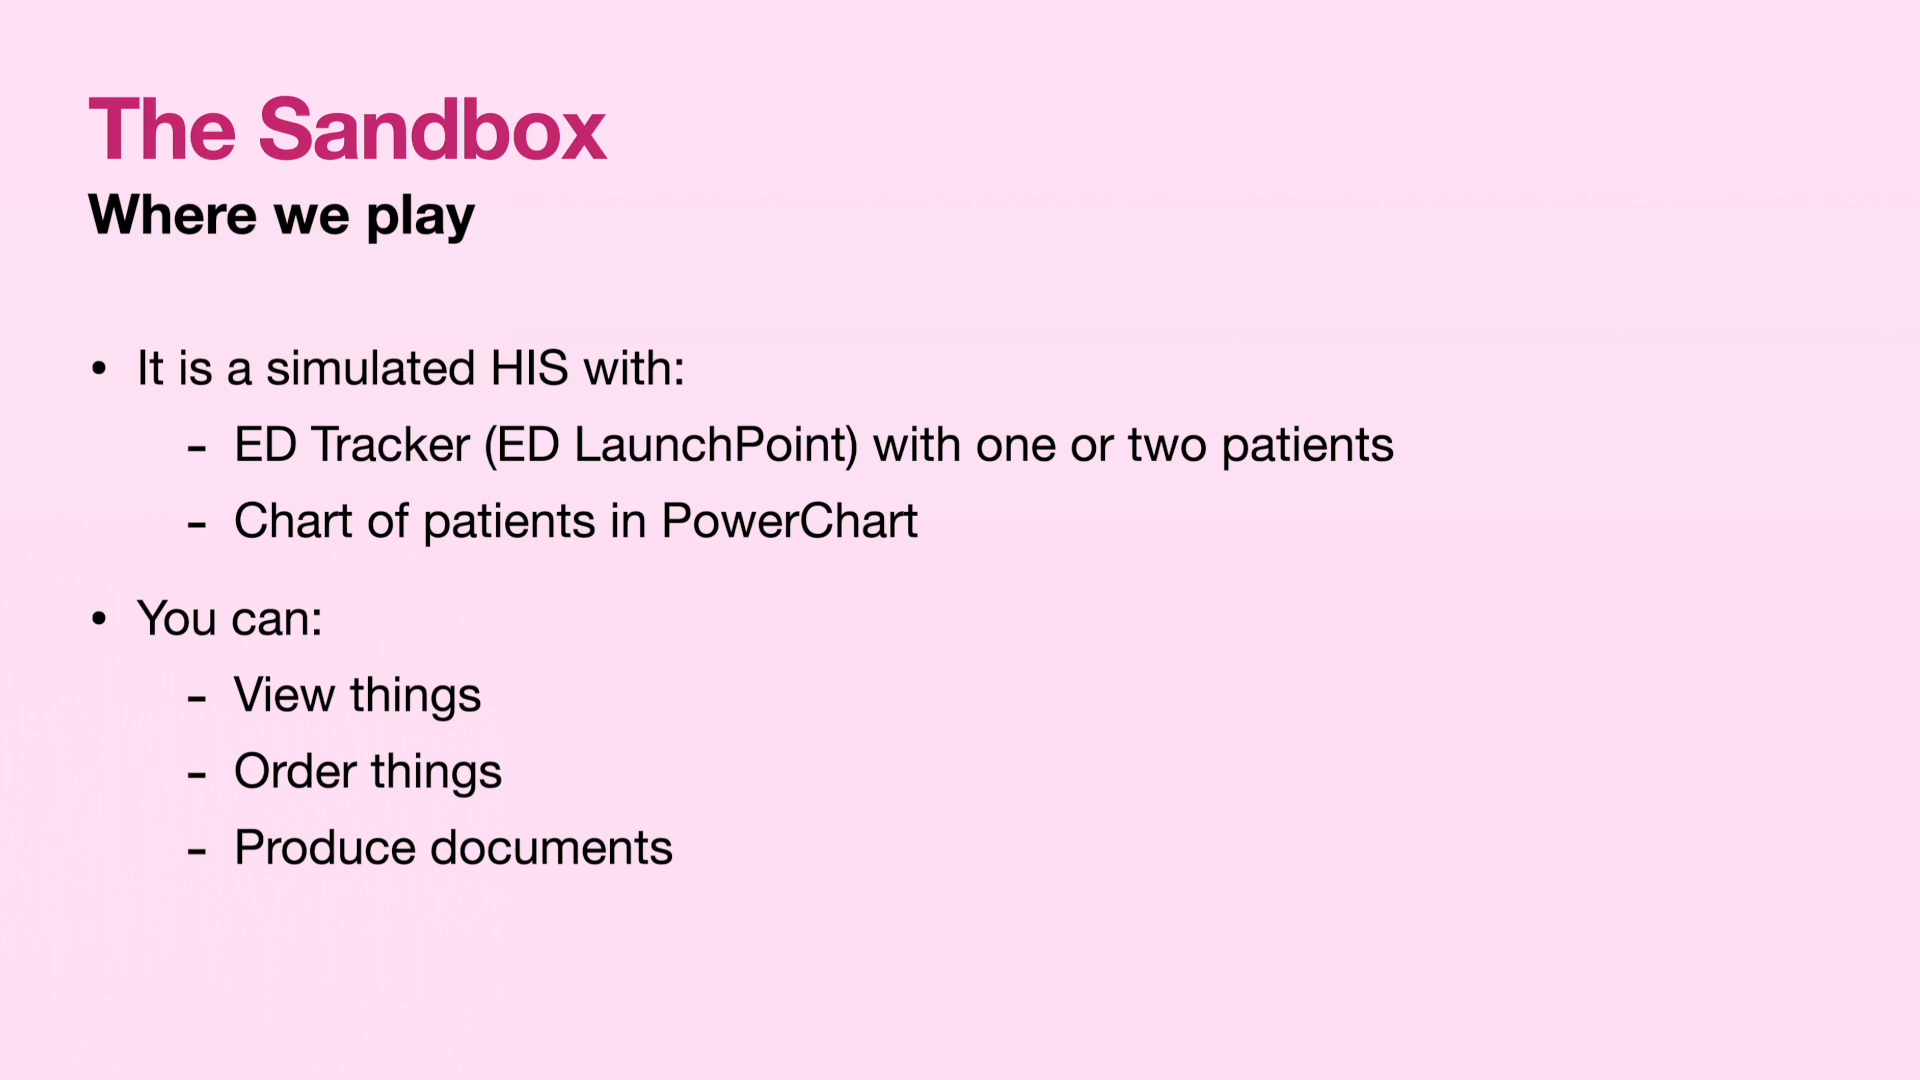 The Sandbox
Where we play
• It is a simulated HIS with:
- ED Tracker (ED LaunchPoint) with one or two patients
- Chart of patients in PowerChart
• You can:
- View things
- Order things
- Produce documents